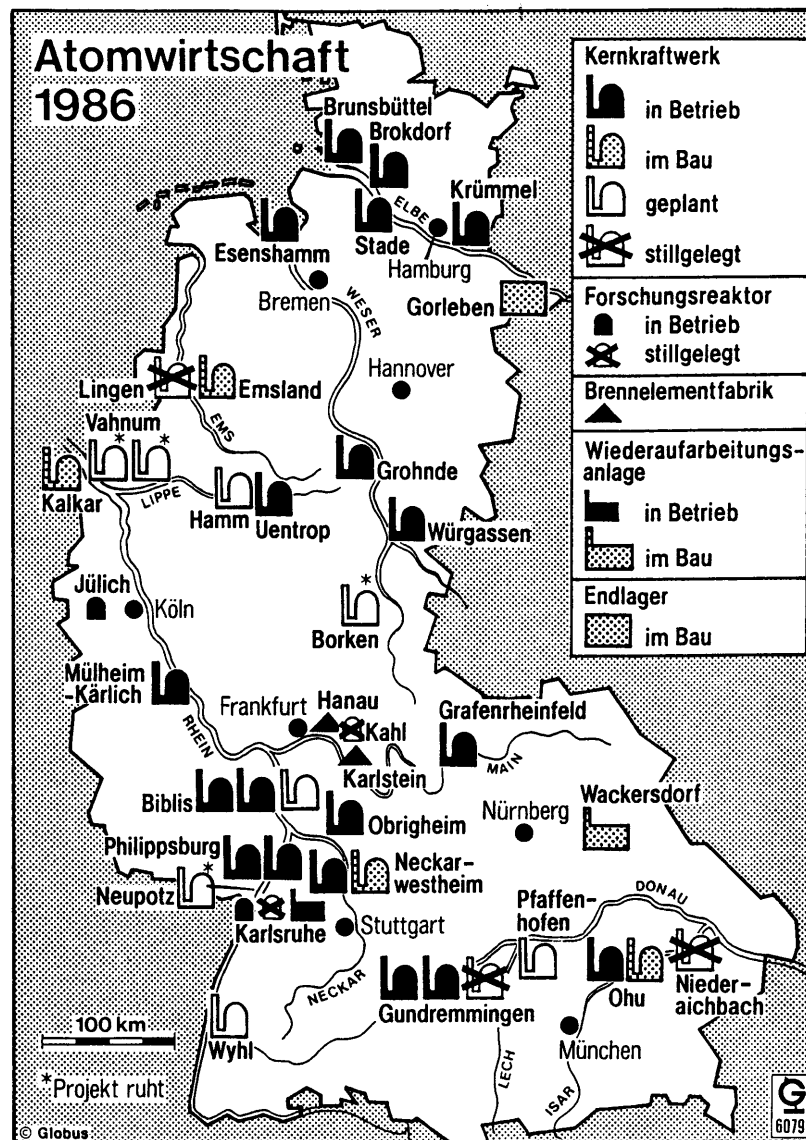 Atomwirtschaft
1986
Kernkraftwerk
in Betrieb
im Bau
geplant
stillgelegt
Forschungsreaktor
in Betrieb
stillgelegt
Brennelementfabrik
Wiederaufarbeitungs-
anlage
in Betrieb
im Bau
Endlager
im Bau
Brunsbüttel
Brokdorf
Krümmel
ELBE
Stade
Hamburg
Esenshamm
Bremen
WESER
Gorleben
Hannover
Lingen
Emsland
EMS
Vahnum
*
*
Kalkar
LIPPE
Hamm
Uentrop
Grohnde
Würgassen
Jülich
Köln
*
Borken
Mülheim
-Kärlich
RHEIN
Frankfurt
Hanau
Kahl
Karlstein
Grafenrheinfeld
MAIN
Biblis
Obrigheim
Nürnberg
Wackersdorf
Philippsburg
Neckar-
westheim
Neupotz
*
Karlsruhe
Stuttgart
NECKAR
Pfaffen-
hofen
DONAU
Gundremmingen
Ohu
Nieder-
aichbach
Wyhl
München
LECH
ISAR
100 km
*Projekt ruht
© Globus
G
6079